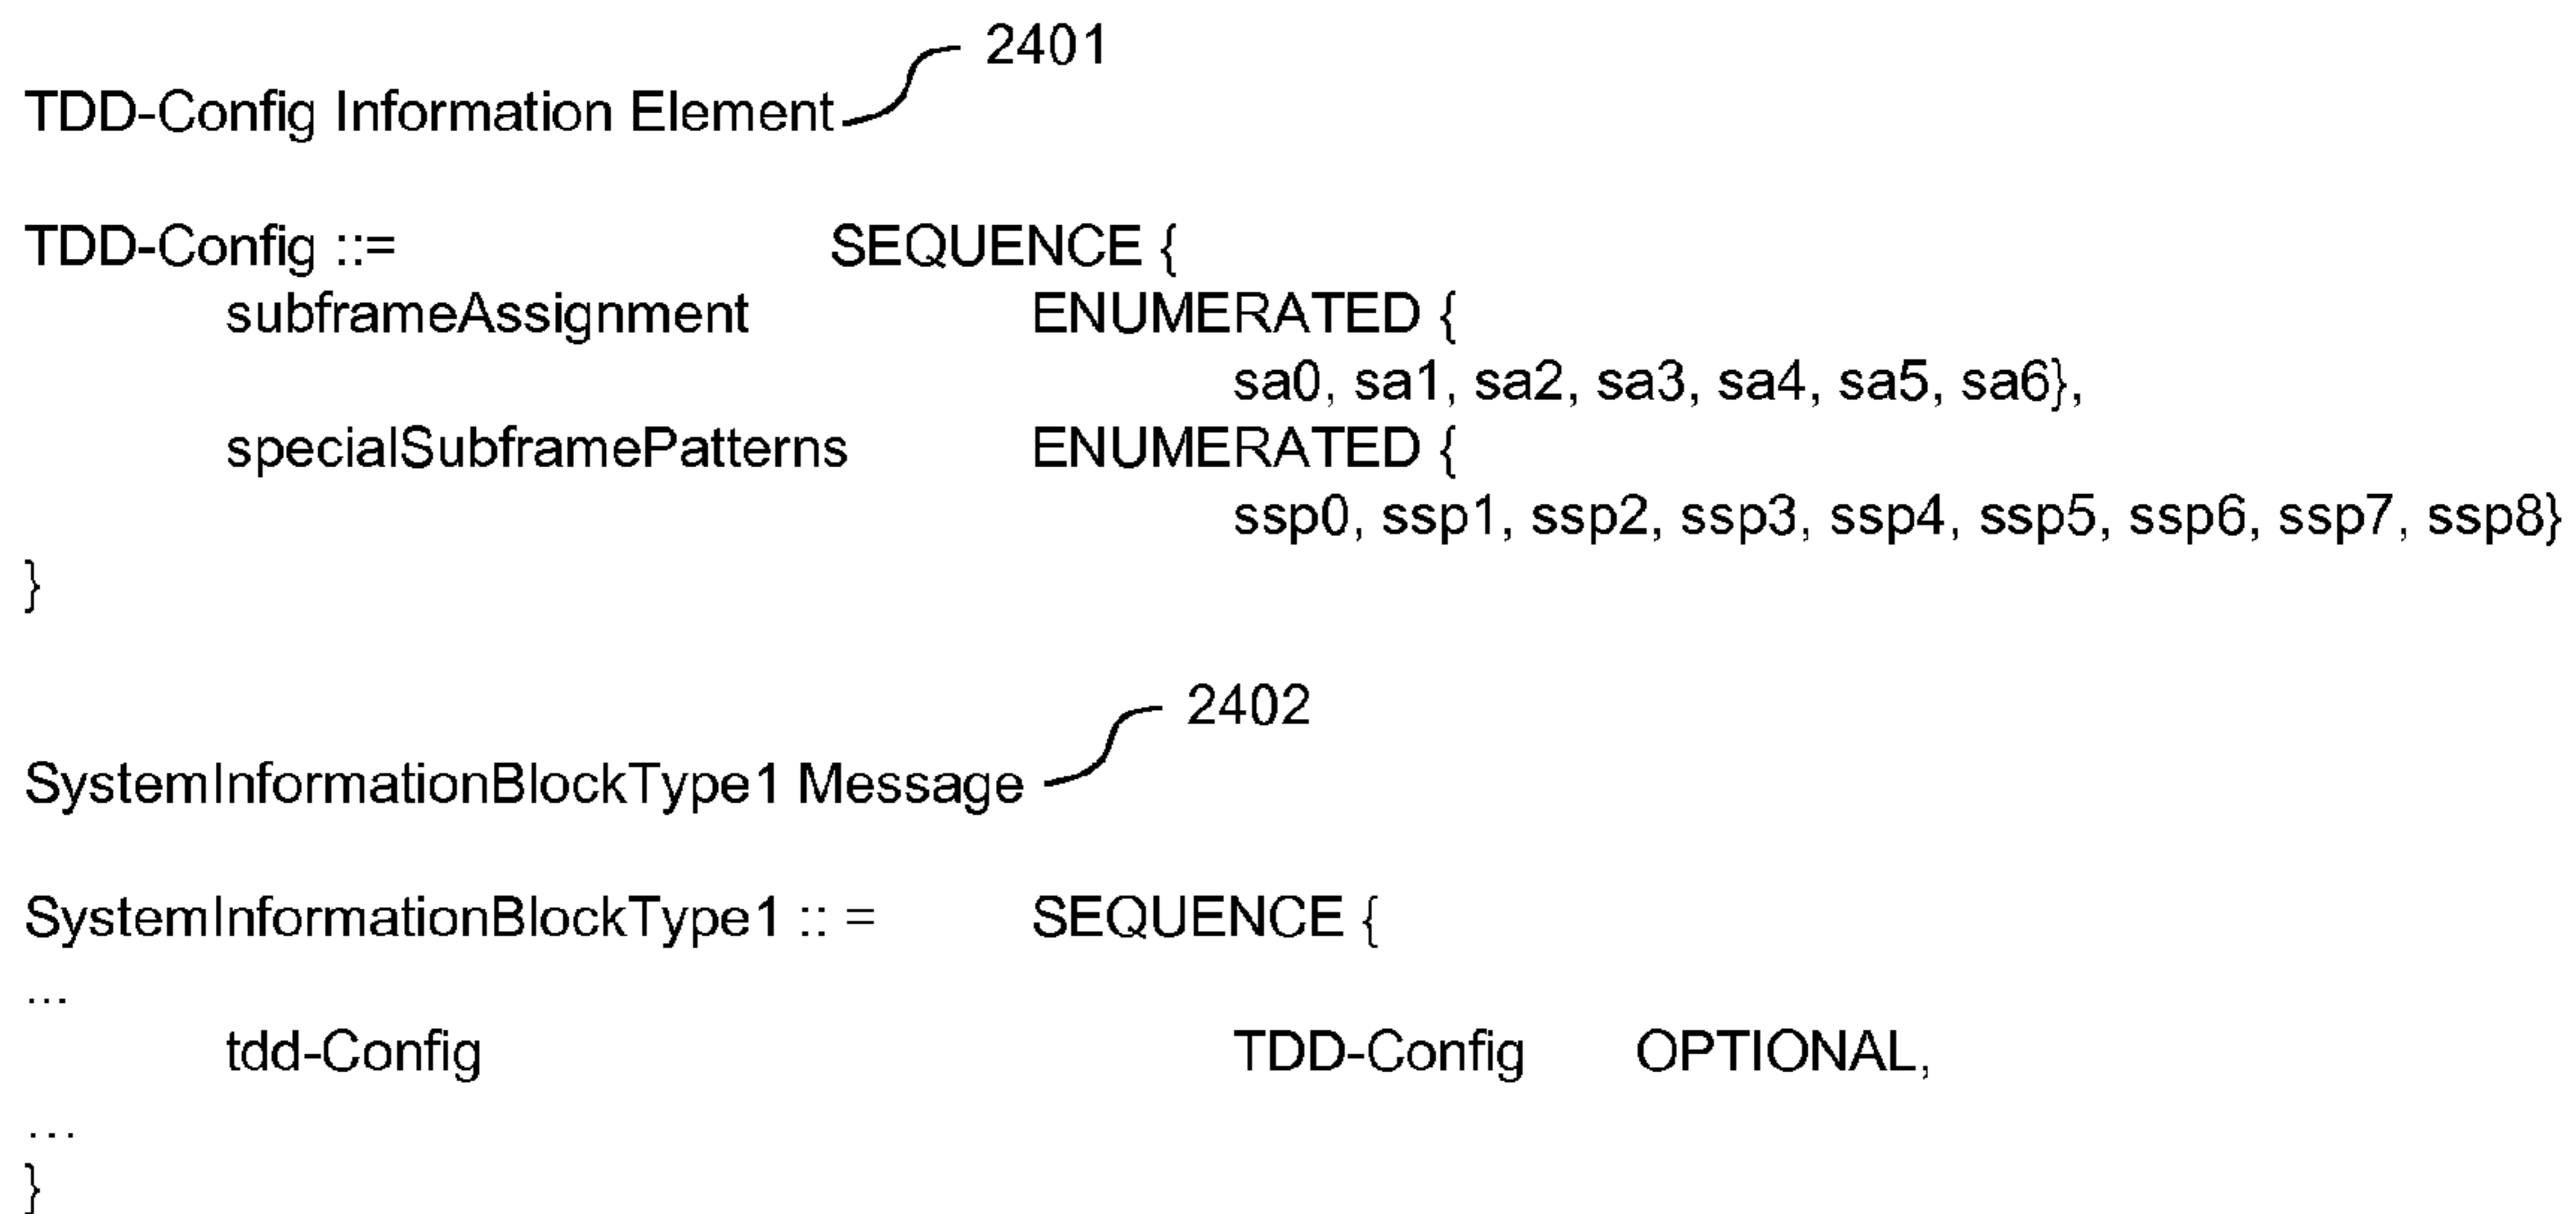 2401
TDD-Config Information Element
TDD-Config ::= SEQUENCE {
subframeAssignment ENUMERATED {
sa0, sa1, sa2, sa3, sa4, sa5, sa6},
specialSubframePatterns ENUMERATED {
ssp0, ssp1, ssp2, ssp3, ssp4, ssp5, ssp6, ssp7, ssp8}
}
2402
SystemInformationBlockType1 Message
SystemInformationBlockType1 :: = SEQUENCE {
...
tdd-Config TDD-Config OPTIONAL,
...
}